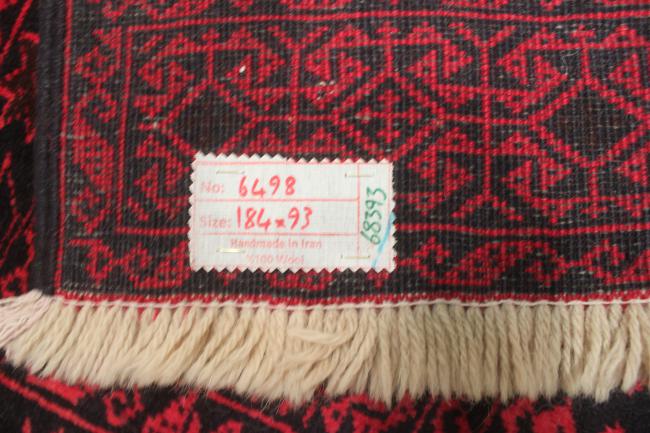 No: 6498
Size: 184x93
Handmade in Iran
%100 Wool
68393